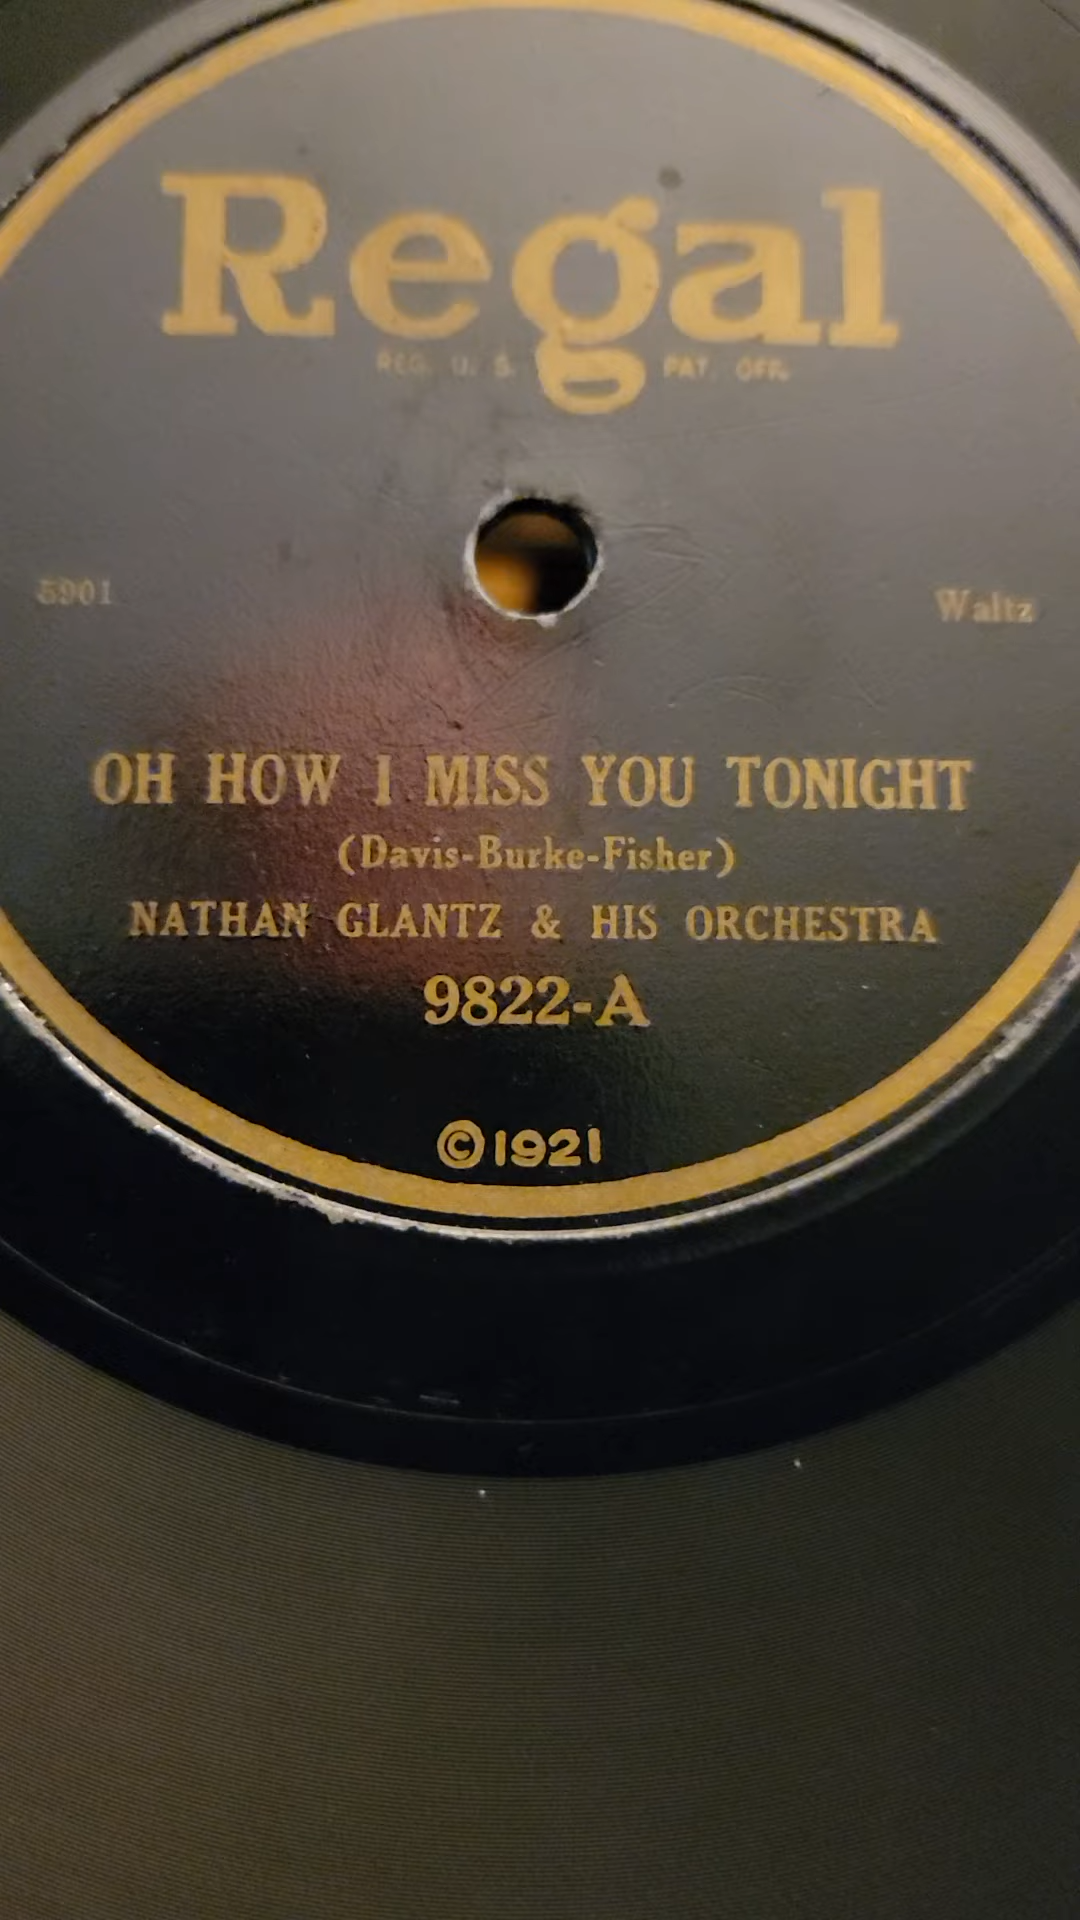 Regal
REG. U. S. PAT. OFF.
5901
Waltz
OH HOW I MISS YOU TONIGHT
(Davis-Burke-Fisher)
NATHAN GLANTZ & HIS ORCHESTRA
9822-A
©1921